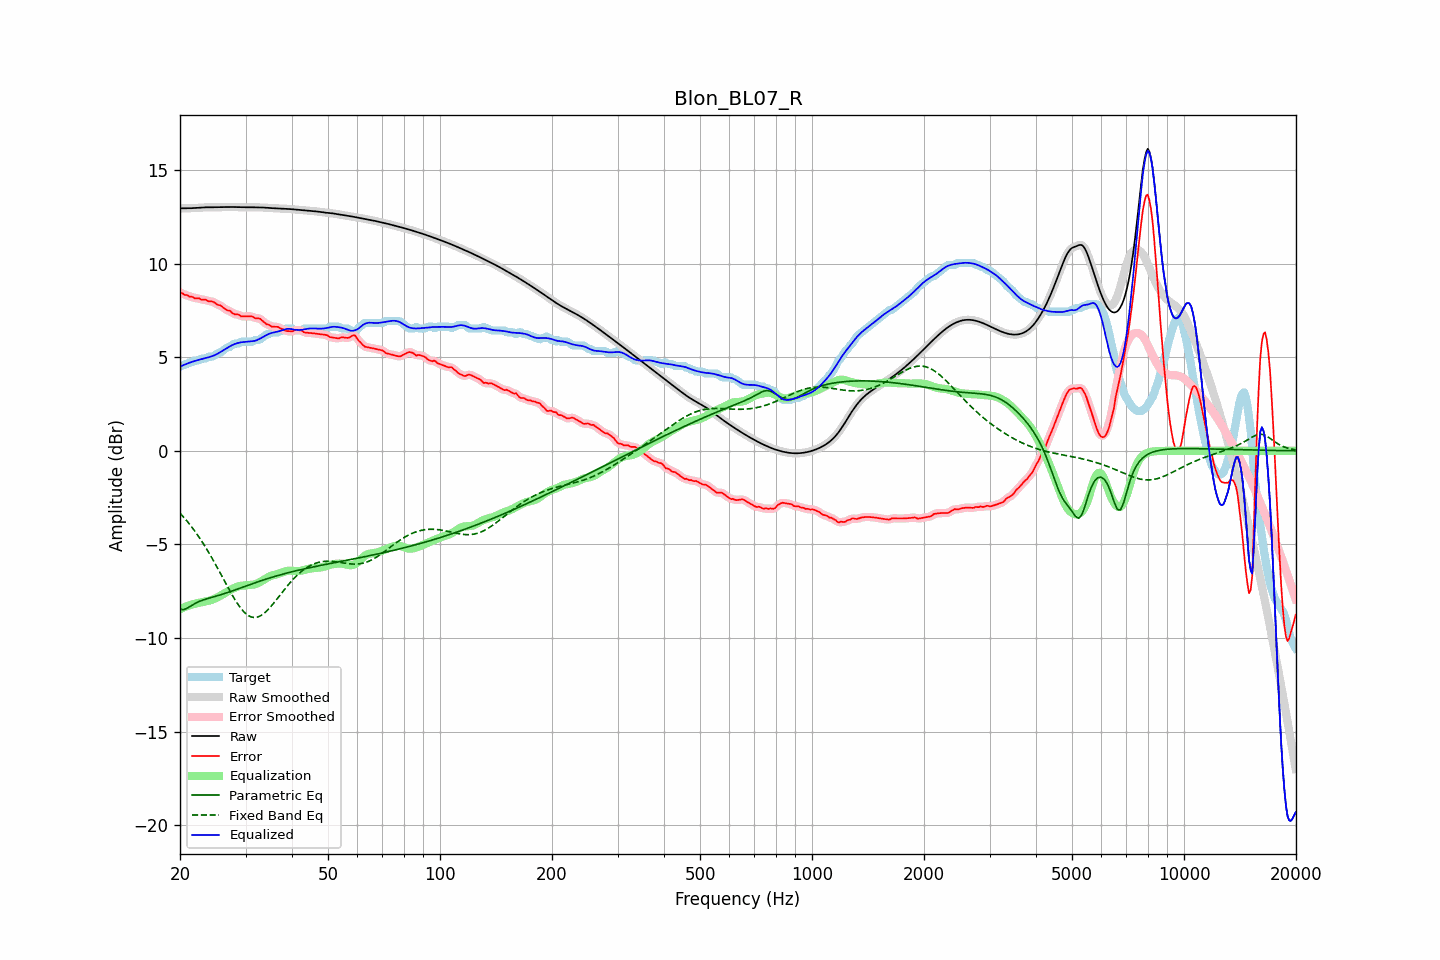 Blon_BL07_R
Amplitude (dBr)
15
10
5
0
−5
−10
−15
−20
Target
Raw Smoothed
Error Smoothed
Raw
Error
Equalization
Parametric Eq
Fixed Band Eq
Equalized
20 50 100 200 500 1000 2000 5000 10000 20000
Frequency (Hz)